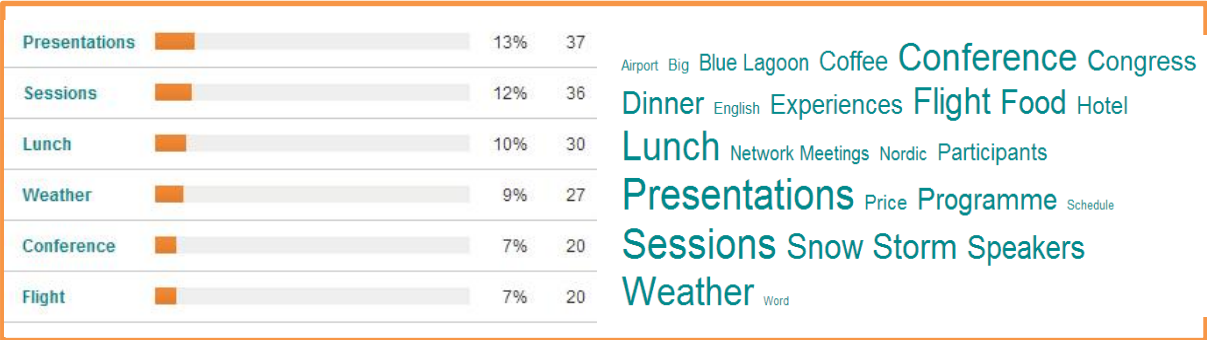 Presentations 13% 37
Sessions 12% 36
Lunch 10% 30
Weather 9% 27
Conference 7% 20
Flight 7% 20
Airport Big Blue Lagoon Coffee Conference Congress
Dinner English Experiences Flight Food Hotel
Lunch Network Meetings Nordic Participants
Presentations Price Programme Schedule
Sessions Snow Storm Speakers
Weather Word